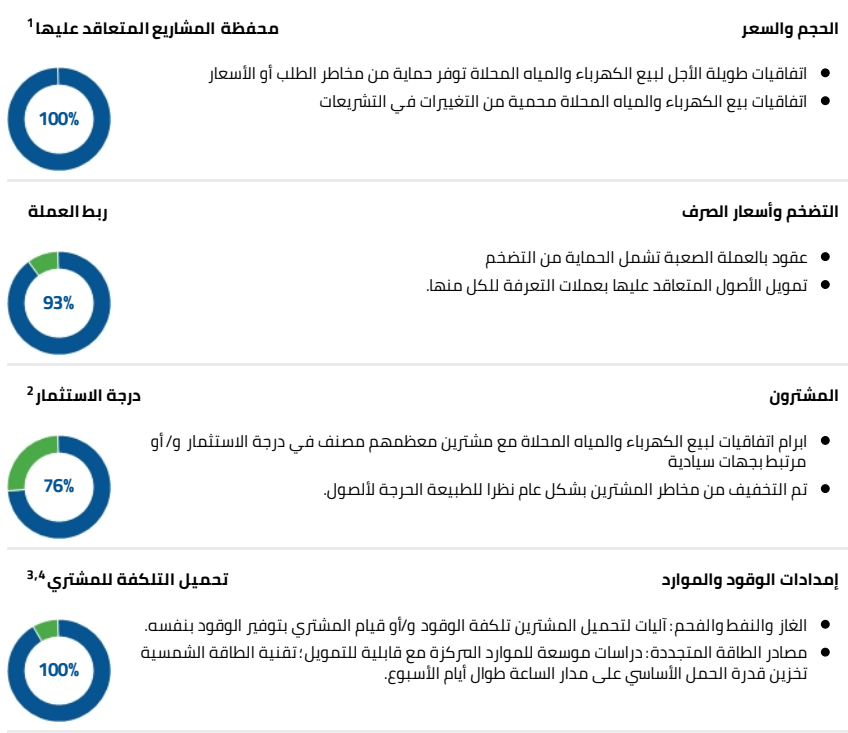 الحجم والسعر
محفظة المشاريع المتعاقد عليها1
اتفاقيات طويلة الأجل لبيع الكهرباء والمياه المحلاة توفر حماية من مخاطر الطلب أو الأسعار
اتفاقيات بيع الكهرباء والمياه المحلاة محمية من التغييرات في التشريعات
100%
التضخم وأسعار الصرف
ربط العملة
عقود بالعملة الصعبة تشمل الحماية من التضخم
تمويل الأصول المتعاقد عليها بعملات التعرفة للكل منها.
93%
المشترون
درجة الاستثمار2
ابرام اتفاقيات لبيع الكهرباء والمياه المحلاة مع مشترين معظمهم مصنف في درجة الاستثمار و/أو
مرتبط بجهات سيادية
تم التخفيف من مخاطر المشترين بشكل عام نظرا للطبيعة الحرجة لألصول.
76%
إمدادات الوقود والموارد
تحميل التلكفة للمشتري3,4
الغاز والنفط والفحم: آليات لتحميل المشترين تلكفة الوقود و/أو قيام المشتري بتوفير الوقود بنفسه.
مصادر الطاقة المتجددة: دراسات موسعة للموارد المركزة مع قابلية للتمويل؛ تقنية الطاقة الشمسية
تخزين قدرة الحمل الأساسي على مدار الساعة طوال أيام الأسبوع.
100%